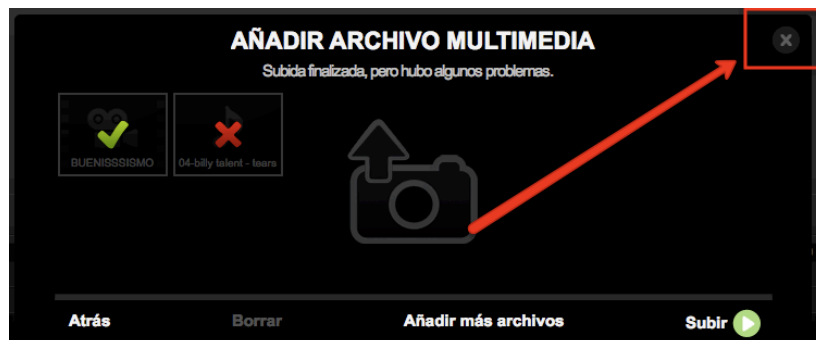 AÑADIR ARCHIVO MULTIMEDIA
Subida finalizada, pero hubo algunos problemas.
BUENISSSISMO
04-billy talent - tears
Atrás
Borrar
Añadir más archivos
Subir